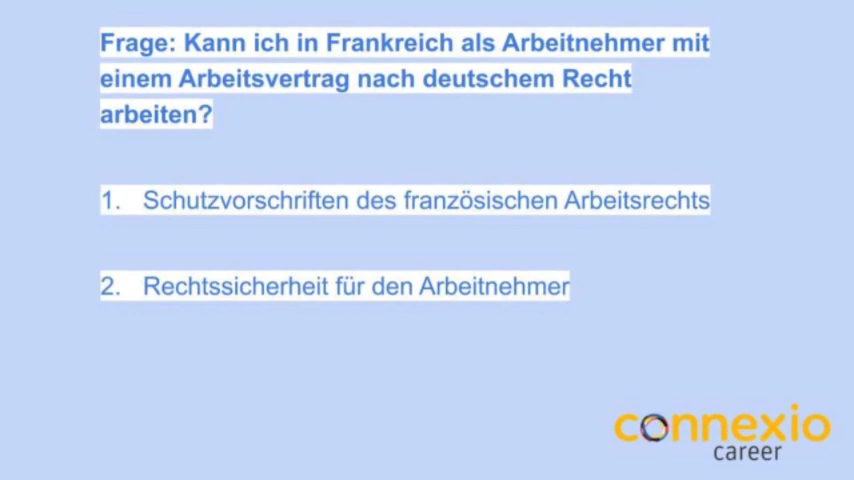 Frage: Kann ich in Frankreich als Arbeitnehmer mit
einem Arbeitsvertrag nach deutschem Recht
arbeiten?
1. Schutzvorschriften des französischen Arbeitsrechts
2. Rechtssicherheit für den Arbeitnehmer
connexio
career